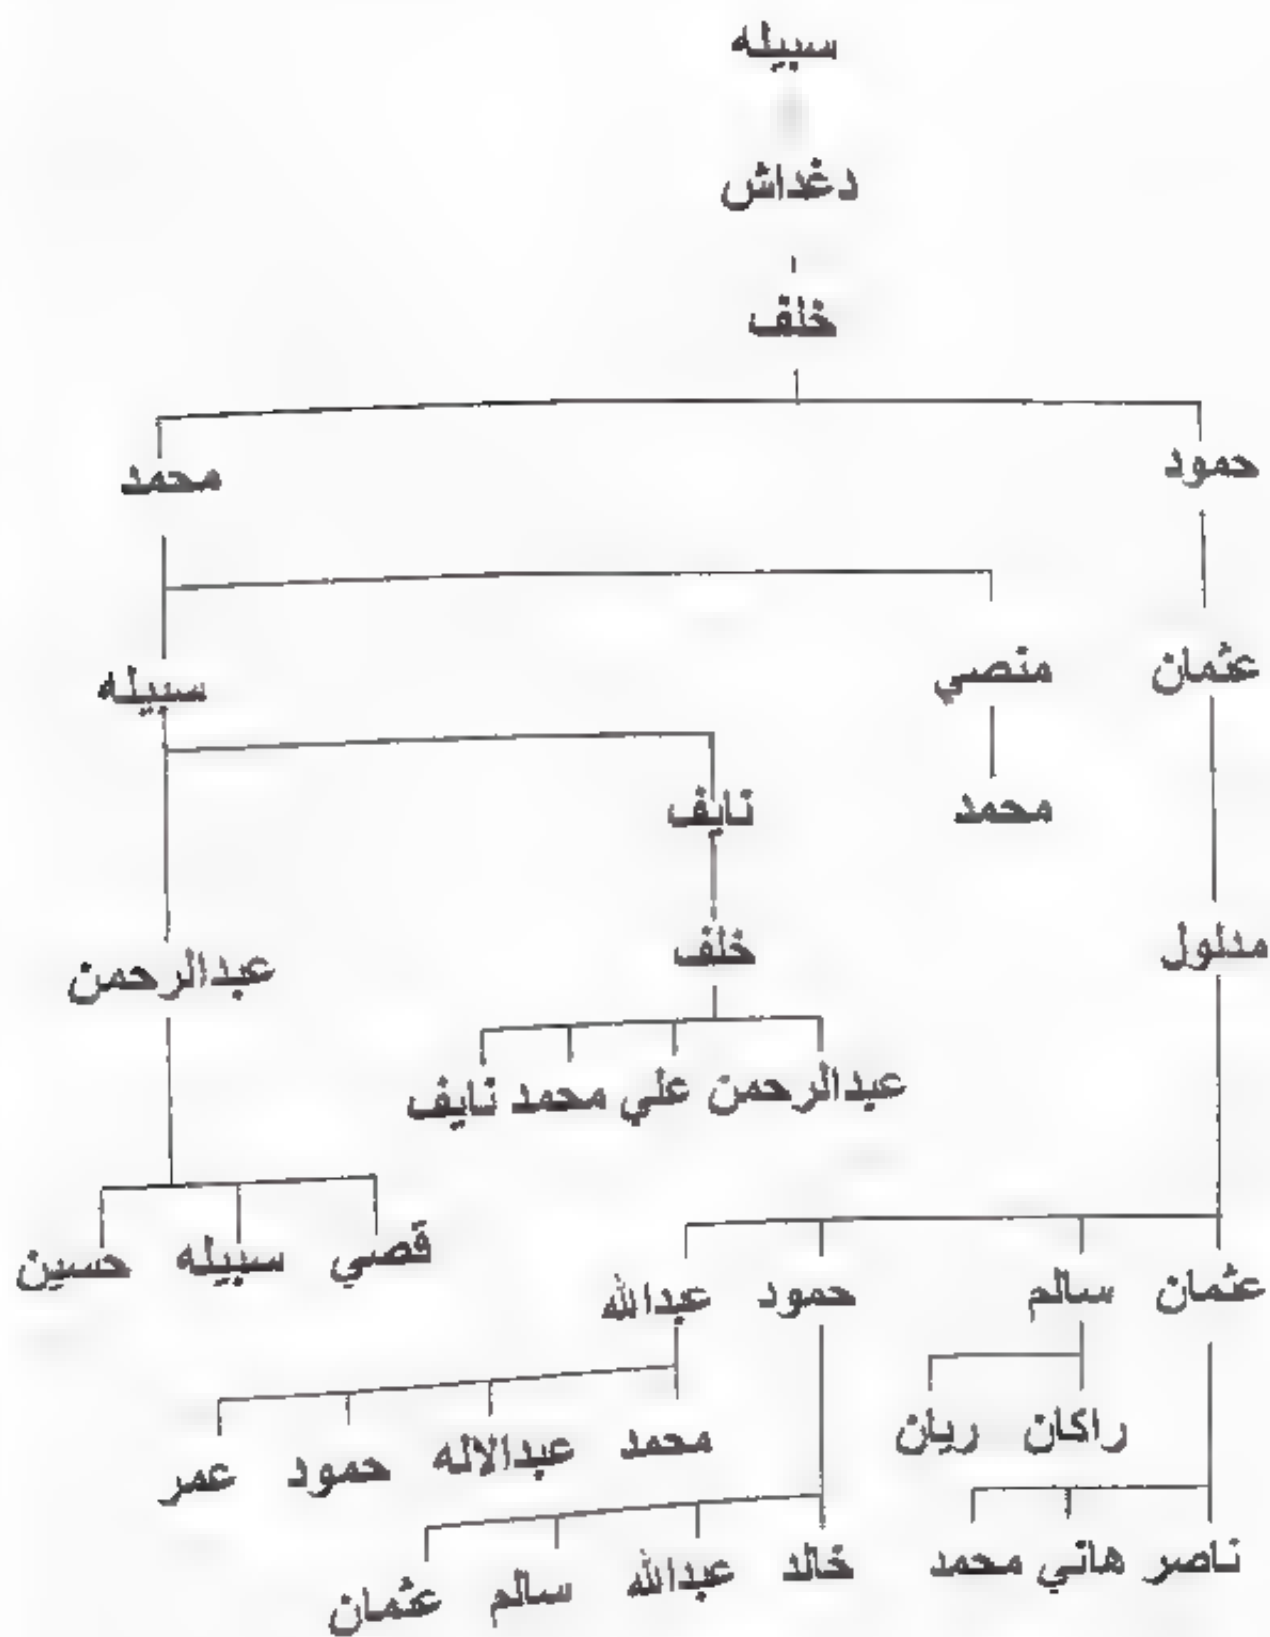 سبيله
دغداش
خلف
حمود محمد
عثمان منصي سبيله
نايف محمد
مدلول خلف عبدالرحمن
عبدالرحمن علي محمد نايف
قصي سبيله حسين
عثمان سالم حمود عبدالله
راكان ريان محمد عبدالاله حمود عمر
ناصر هاني محمد خالد عبدالله سالم عثمان